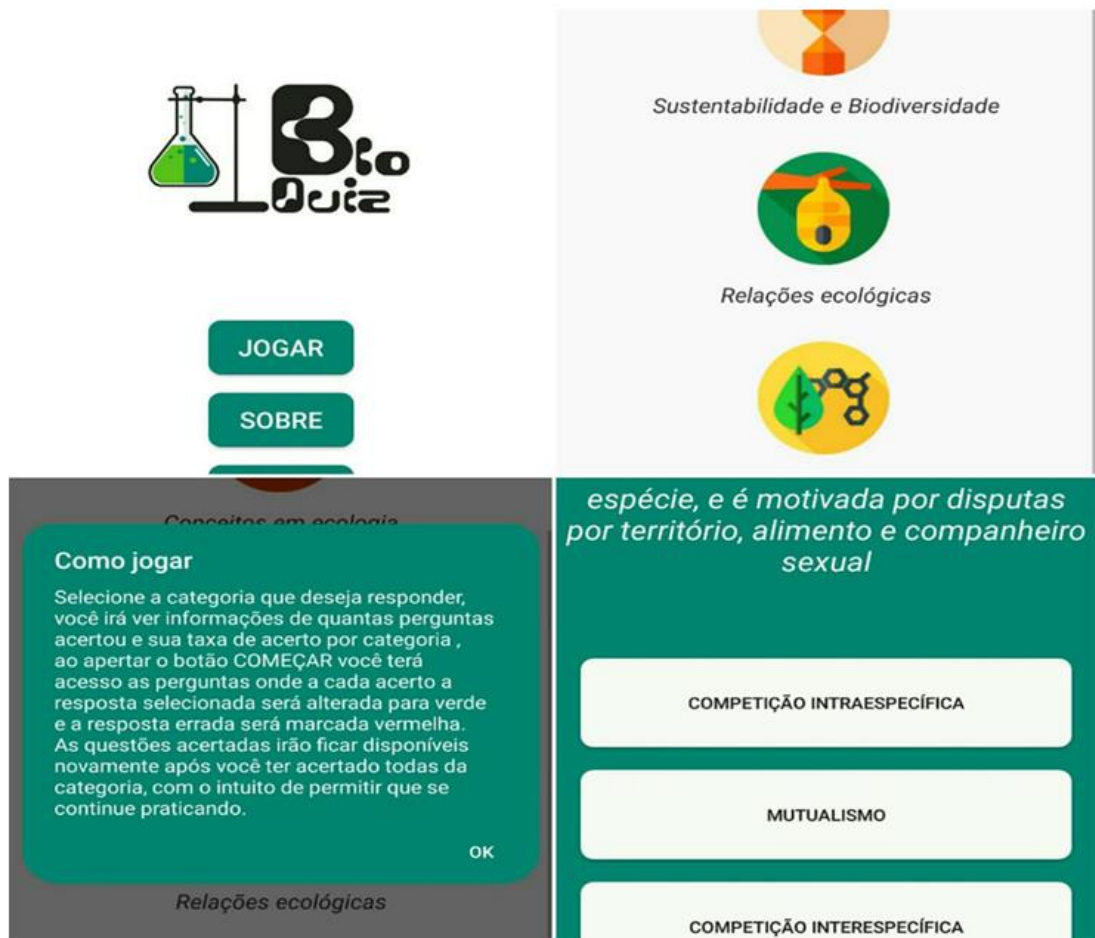 Bio
Quiz
JOGAR
SOBRE
Sustentabilidade e Biodiversidade
Relações ecológicas
Conceitos em ecologia
Como jogar
Selecione a categoria que deseja responder,
você irá ver informações de quantas perguntas
acertou e sua taxa de acerto por categoria ,
ao apertar o botão COMEÇAR você terá
acesso as perguntas onde a cada acerto a
resposta selecionada será alterada para verde
e a resposta errada será marcada vermelha.
As questões acertadas irão ficar disponíveis
novamente após você ter acertado todas da
categoria, com o intuito de permitir que se
continue praticando.
OK
Relações ecológicas
espécie, e é motivada por disputas
por território, alimento e companheiro
sexual
COMPETIÇÃO INTRAESPECÍFICA
MUTUALISMO
COMPETIÇÃO INTERESPECÍFICA